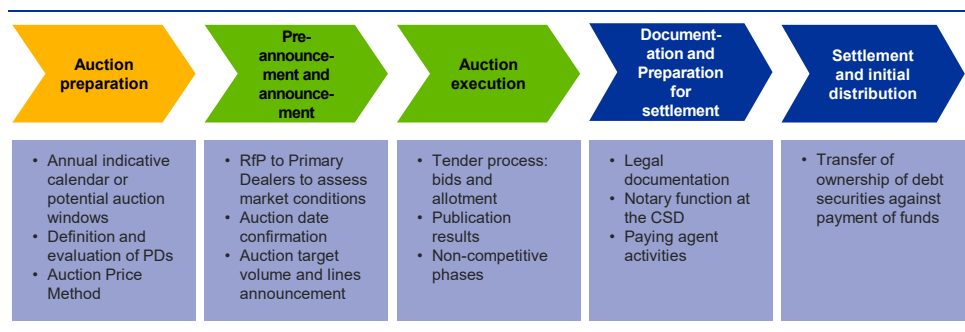 Auction
preparation
Pre-
announce-
ment and
announce-
ment
Auction
execution
Document-
ation and
Preparation
for
settlement
Settlement
and initial
distribution
• Annual indicative
calendar or
potential auction
windows
• Definition and
evaluation of PDs
• Auction Price
Method
• RfP to Primary
Dealers to assess
market conditions
• Auction date
confirmation
• Auction target
volume and lines
announcement
• Tender process:
bids and
allotment
• Publication
results
• Non-competitive
phases
• Legal
documentation
• Notary function at
the CSD
• Paying agent
activities
• Transfer of
ownership of debt
securities against
payment of funds